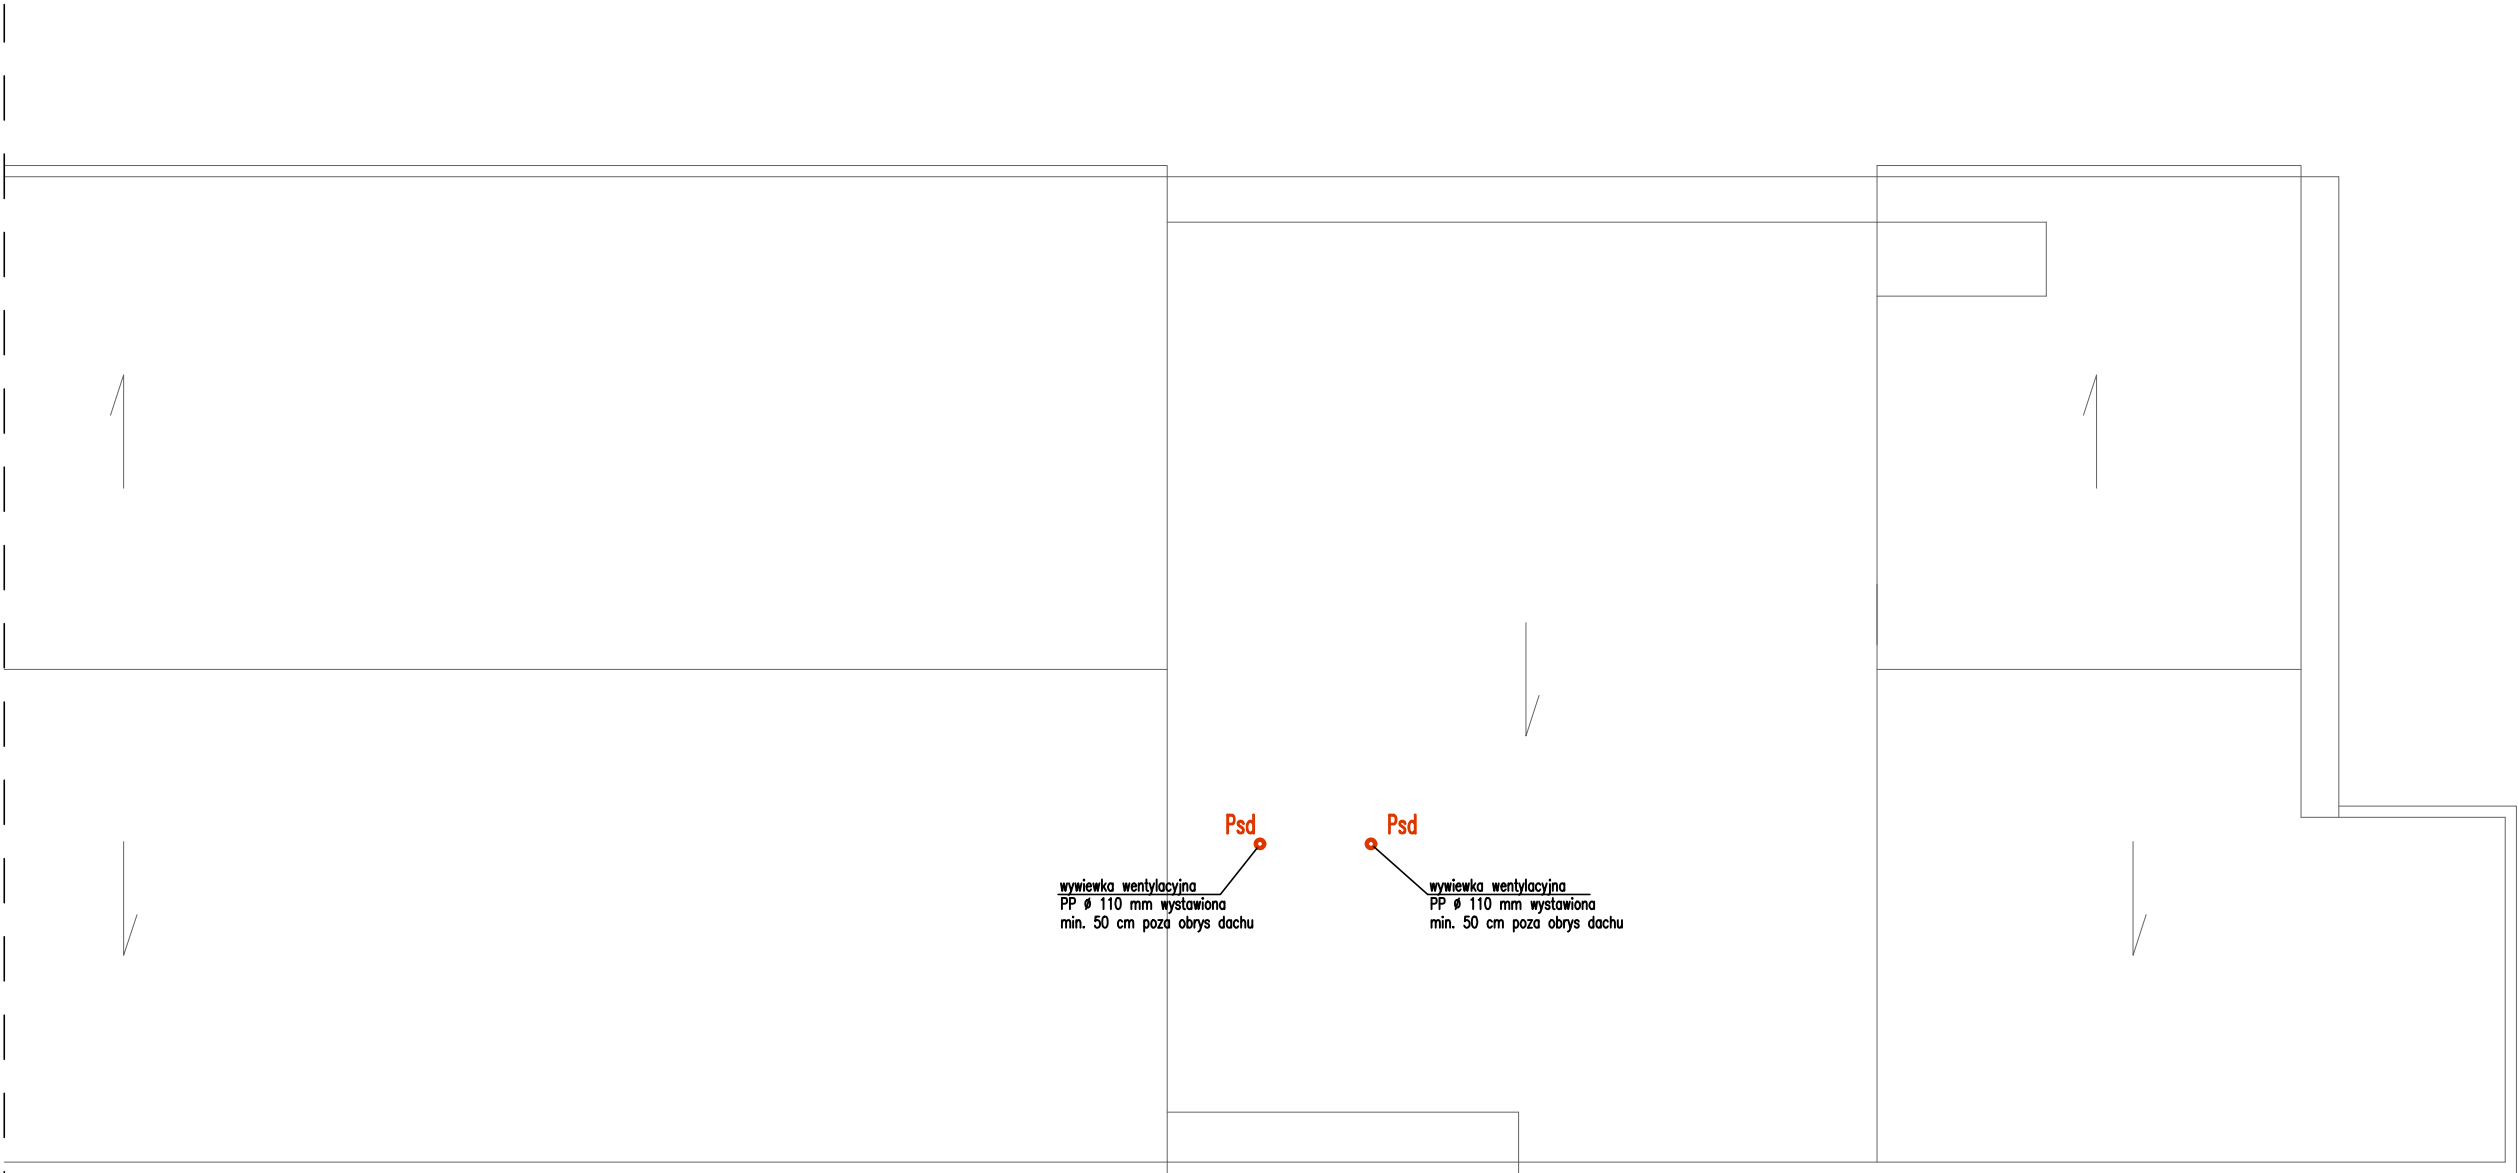 Psd
Psd
wywiewka wentylacyjna
PP ø 110 mm wystawiona
min. 50 cm poza obrys dachu
wywiewka wentylacyjna
PP ø 110 mm wystawiona
min. 50 cm poza obrys dachu